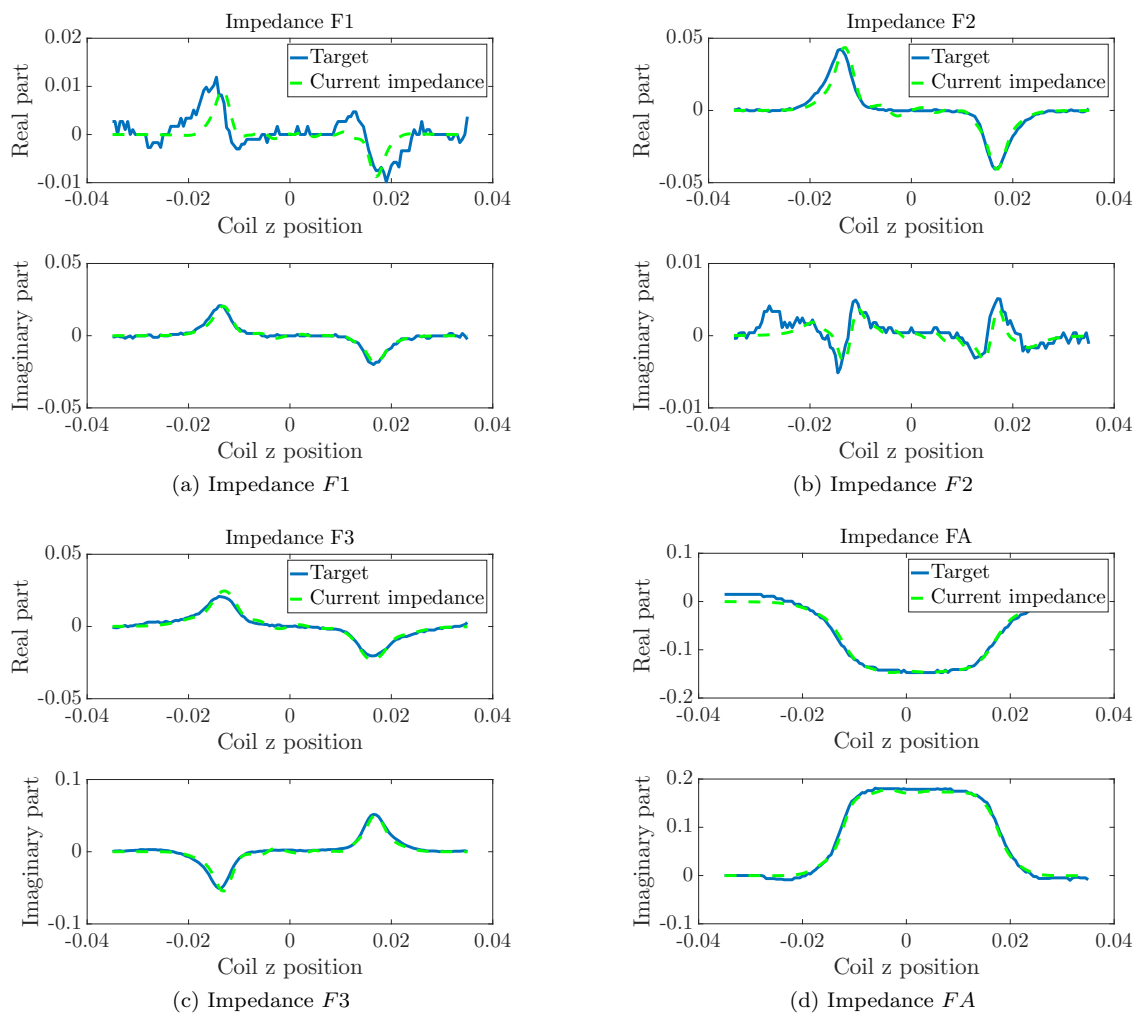 Impedance F1
0.02
0.01
0
-0.01
Real part
Target
Current impedance
-0.04 -0.02 0 0.02 0.04
Coil z position
0.05
0
-0.05
Imaginary part
-0.04 -0.02 0 0.02 0.04
Coil z position
(a) Impedance F1
Impedance F2
0.05
0
-0.05
Real part
Target
Current impedance
-0.04 -0.02 0 0.02 0.04
Coil z position
0.01
0
-0.01
Imaginary part
-0.04 -0.02 0 0.02 0.04
Coil z position
(b) Impedance F2
Impedance F3
0.05
0
-0.05
Real part
Target
Current impedance
-0.04 -0.02 0 0.02 0.04
Coil z position
0.1
0
-0.1
Imaginary part
-0.04 -0.02 0 0.02 0.04
Coil z position
(c) Impedance F3
Impedance FA
0.1
0
-0.1
-0.2
Real part
Target
Current impedance
-0.04 -0.02 0 0.02 0.04
Coil z position
0.2
0.1
0
-0.1
Imaginary part
-0.04 -0.02 0 0.02 0.04
Coil z position
(d) Impedance FA